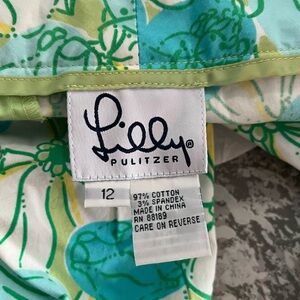 Lilly®
PULITZER
12
97% COTTON
3% SPANDEX
MADE IN CHINA
RN 88189
CARE ON REVERSE